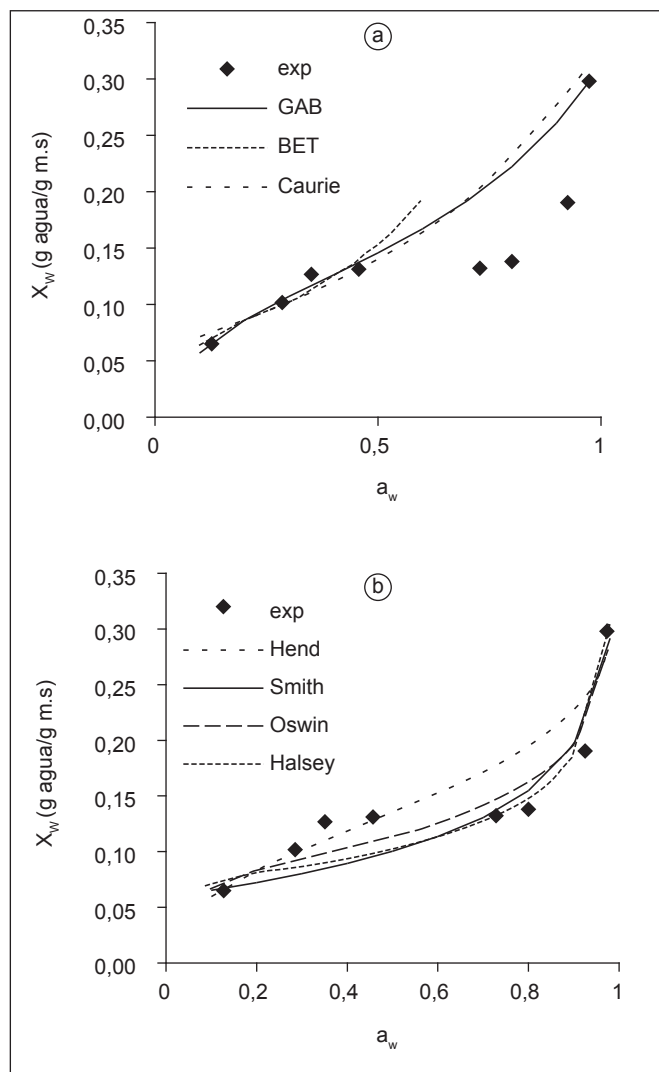 a
0,35
0,30
0,25
0,20
0,15
0,10
0,05
0,00
X_w (g agua/g m.s)
exp
GAB
BET
Caurie
0
0,5
1
a_w
b
0,35
0,30
0,25
0,20
0,15
0,10
0,05
0,00
X_w (g agua/g m.s)
exp
Hend
Smith
Oswin
Halsey
0
0,2
0,4
0,6
0,8
1
a_w